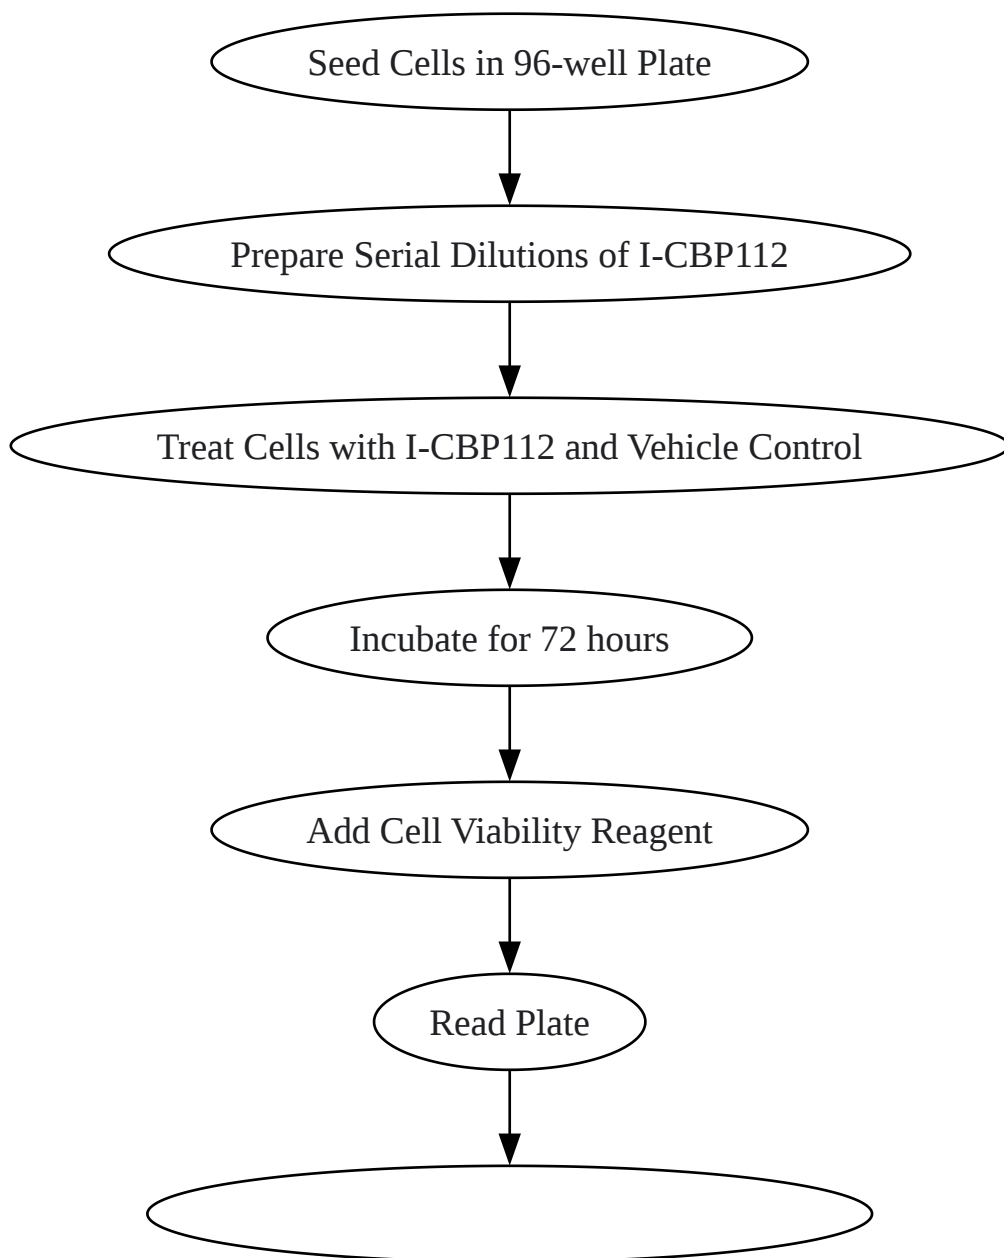 Seed Cells in 96-well Plate
Prepare Serial Dilutions of I-CBP112
Treat Cells with I-CBP112 and Vehicle Control
Incubate for 72 hours
Add Cell Viability Reagent
Read Plate